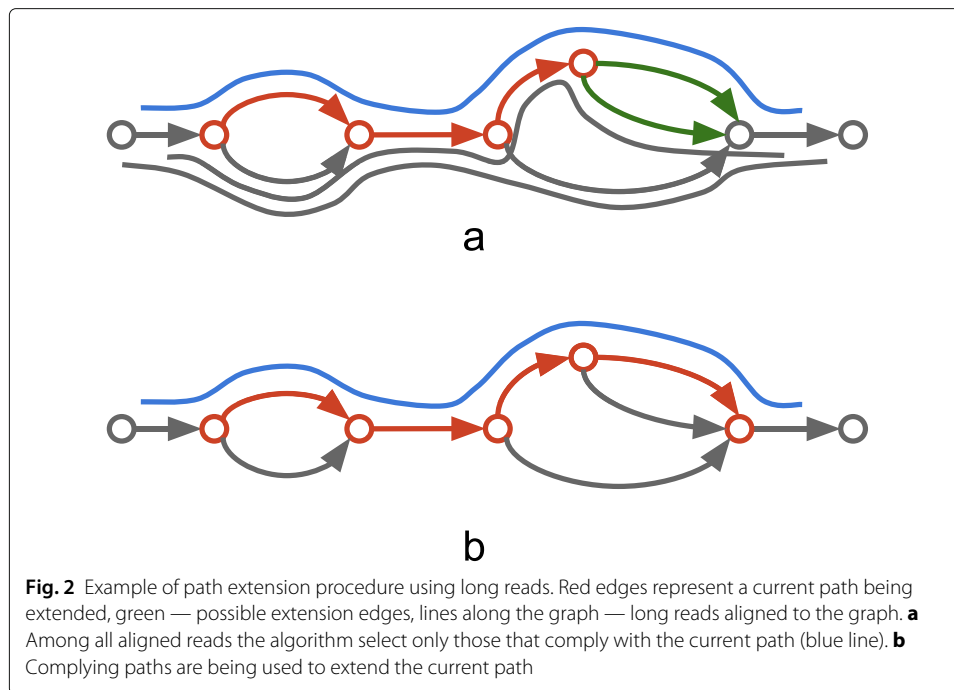 a
b
Fig. 2 Example of path extension procedure using long reads. Red edges represent a current path being
extended, green — possible extension edges, lines along the graph — long reads aligned to the graph. a
Among all aligned reads the algorithm select only those that comply with the current path (blue line). b
Complying paths are being used to extend the current path